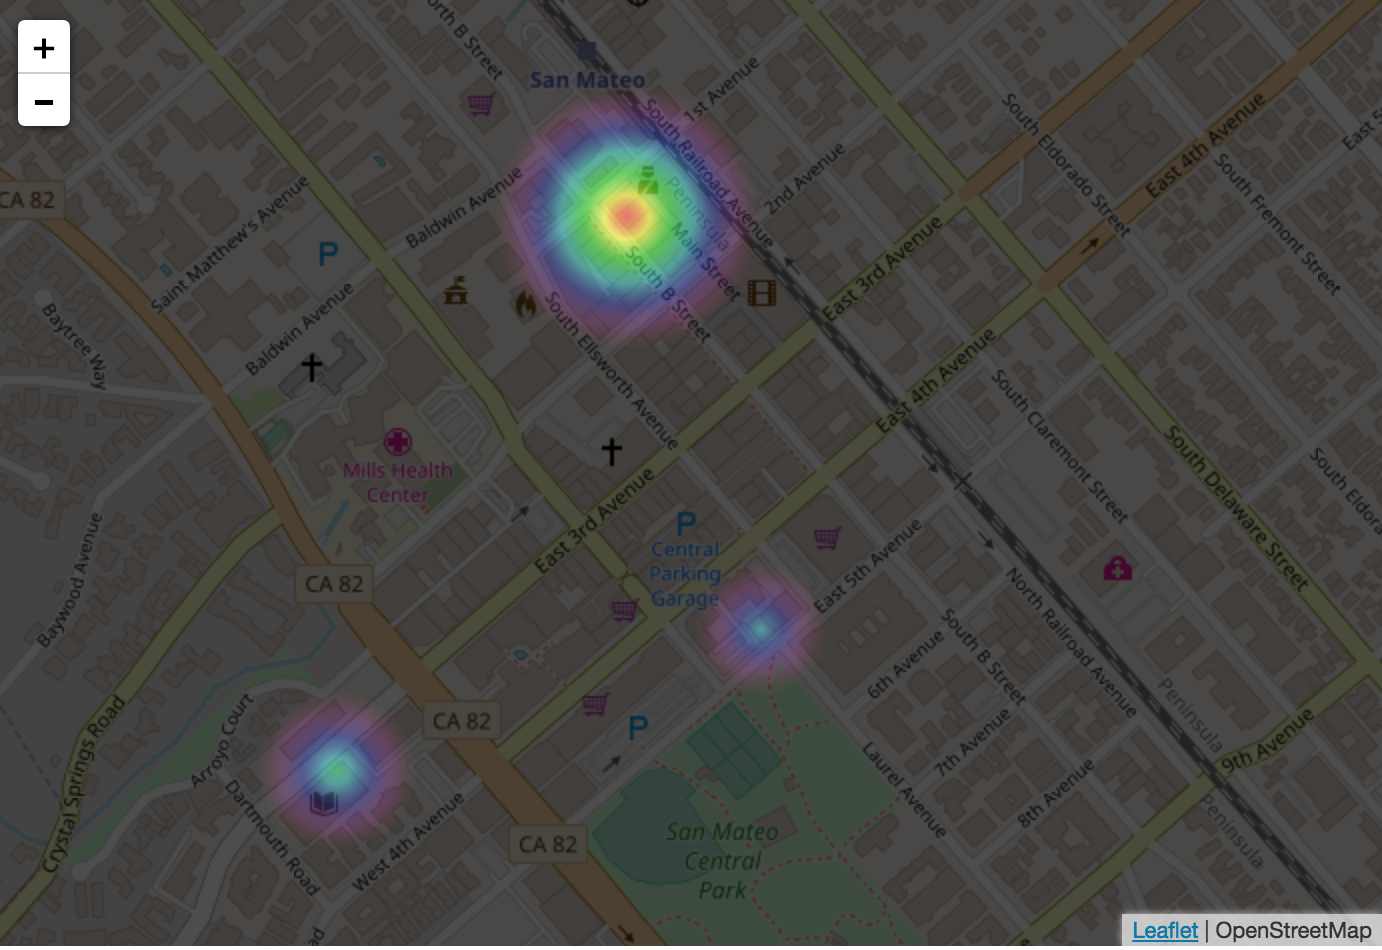 +
−
North B Street
San Mateo
South Railroad Avenue
1st Avenue
2nd Avenue
Peninsula
Main Street
South B Street
Baldwin Avenue
Saint Matthew's Avenue
CA 82
P
Baldwin Avenue
Baytree Way
South Ellsworth Avenue
East 3rd Avenue
East 4th Avenue
South Eldorado Street
East 4th Avenue
South Fremont Street
East 5
South Claremont Street
South Delaware Street
South Eldora
Mills Health
Center
East 3rd Avenue
P
Central
Parking
Garage
East 5th Avenue
CA 82
Baywood Avenue
North Railroad Avenue
South B Street
6th Avenue
7th Avenue
8th Avenue
9th Avenue
Peninsula
Peninsula
Laurel Avenue
CA 82
P
Arroyo Court
Crystal Springs Road
Dartmouth Road
West 4th Avenue
CA 82
San Mateo
Central
Park
Leaflet | OpenStreetMap